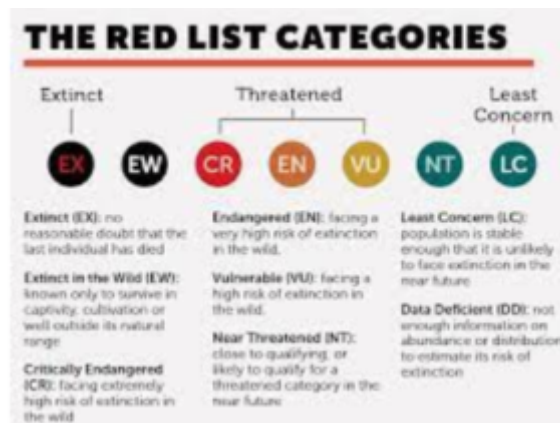 THE RED LIST CATEGORIES
Extinct
Threatened
Least
Concern
EX
EW
CR
EN
VU
NT
LC
Extinct (EX): no
reasonable doubt that the
last individual has died
Extinct in the Wild (EW):
known only to survive in
captivity, cultivation or
well outside its natural
range
Critically Endangered
(CR): facing extremely
high risk of extinction in
the wild
Endangered (EN): facing a
very high risk of extinction
in the wild.
Vulnerable (VU): facing a
high risk of extinction in
the wild.
Near Threatened (NT):
close to qualifying, or
likely to qualify for a
threatened category in the
near future
Least Concern (LC):
population is stable
enough that it is unlikely
to face extinction in the
near future
Data Deficient (DD): not
enough information on
abundance or distribution
to estimate its risk of
extinction